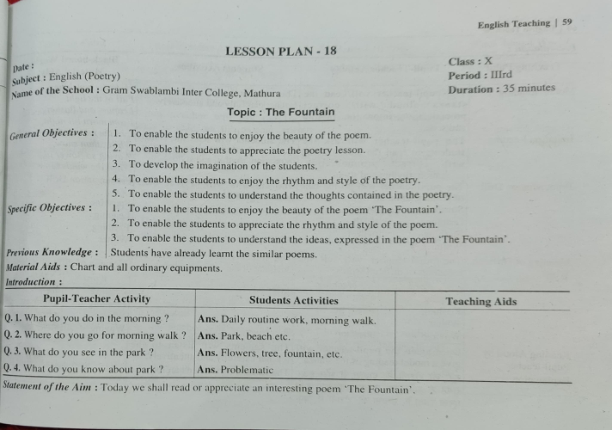 English Teaching | 59
LESSON PLAN - 18
Date :
Class : X
Subject : English (Poetry)
Period : IIIrd
Name of the School : Gram Swablambi Inter College, Mathura
Duration : 35 minutes
Topic : The Fountain
General Objectives : 1. To enable the students to enjoy the beauty of the poem.
2. To enable the students to appreciate the poetry lesson.
3. To develop the imagination of the students.
4. To enable the students to enjoy the rhythm and style of the poetry.
5. To enable the students to understand the thoughts contained in the poetry.
Specific Objectives : 1. To enable the students to enjoy the beauty of the poem 'The Fountain'.
2. To enable the students to appreciate the rhythm and style of the poem.
3. To enable the students to understand the ideas, expressed in the poem 'The Fountain'.
Previous Knowledge : Students have already learnt the similar poems.
Material Aids : Chart and all ordinary equipments.
Introduction :
Pupil-Teacher Activity Students Activities Teaching Aids
Q. 1. What do you do in the morning ? Ans. Daily routine work, morning walk.
Q. 2. Where do you go for morning walk ? Ans. Park, beach etc.
Q. 3. What do you see in the park ? Ans. Flowers, tree, fountain, etc.
Q. 4. What do you know about park ? Ans. Problematic
Statement of the Aim : Today we shall read or appreciate an interesting poem 'The Fountain'.